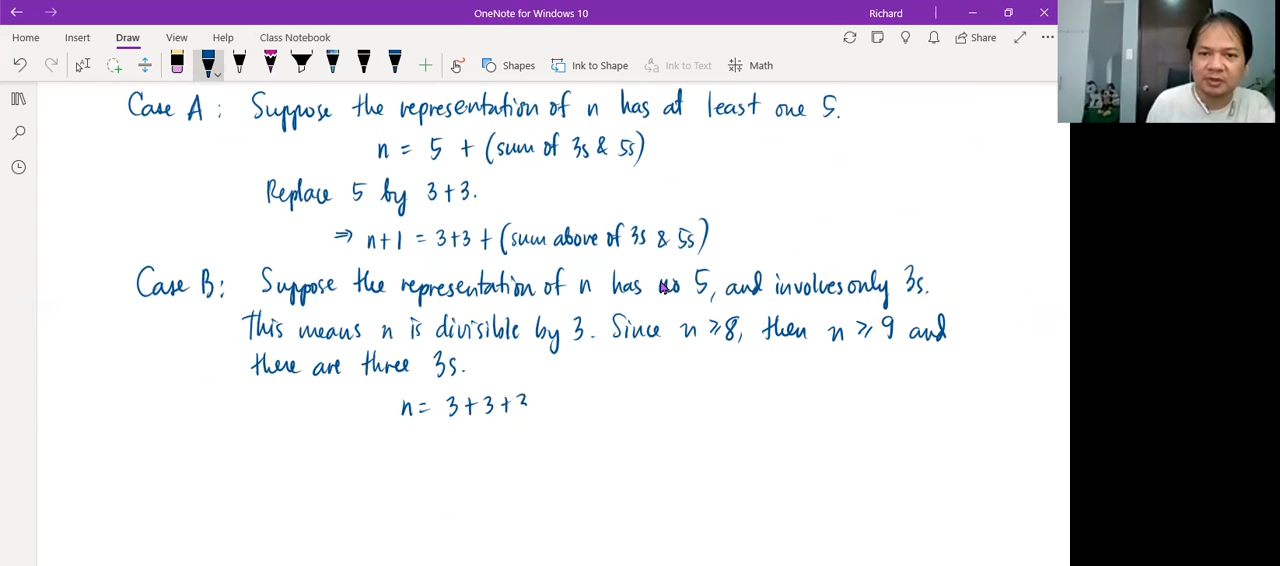 OneNote for Windows 10
Richard
Home Insert Draw View Help Class Notebook
Share
Shapes Ink to Shape Ink to Text Math
Case A: Suppose the representation of n has at least one 5.
n = 5 + (sum of 3s & 5s)
Replace 5 by 3+3.
⇒ n+1 = 3+3 + (sum above of 3s & 5s)
Case B: Suppose the representation of n has no 5, and involves only 3s.
This means n is divisible by 3. Since n ≥ 8, then n ≥ 9 and
there are three 3s.
n = 3+3+